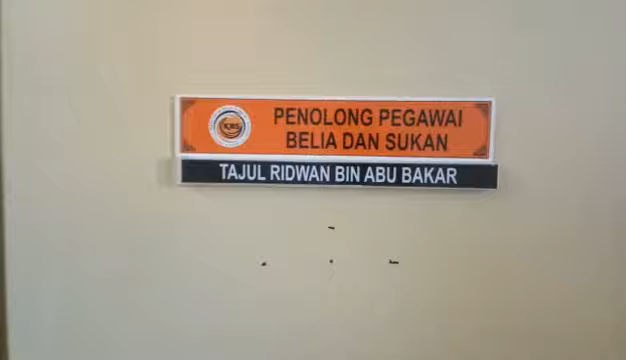 PENOLONG PEGAWAI
BELIA DAN SUKAN
TAJUL RIDWAN BIN ABU BAKAR